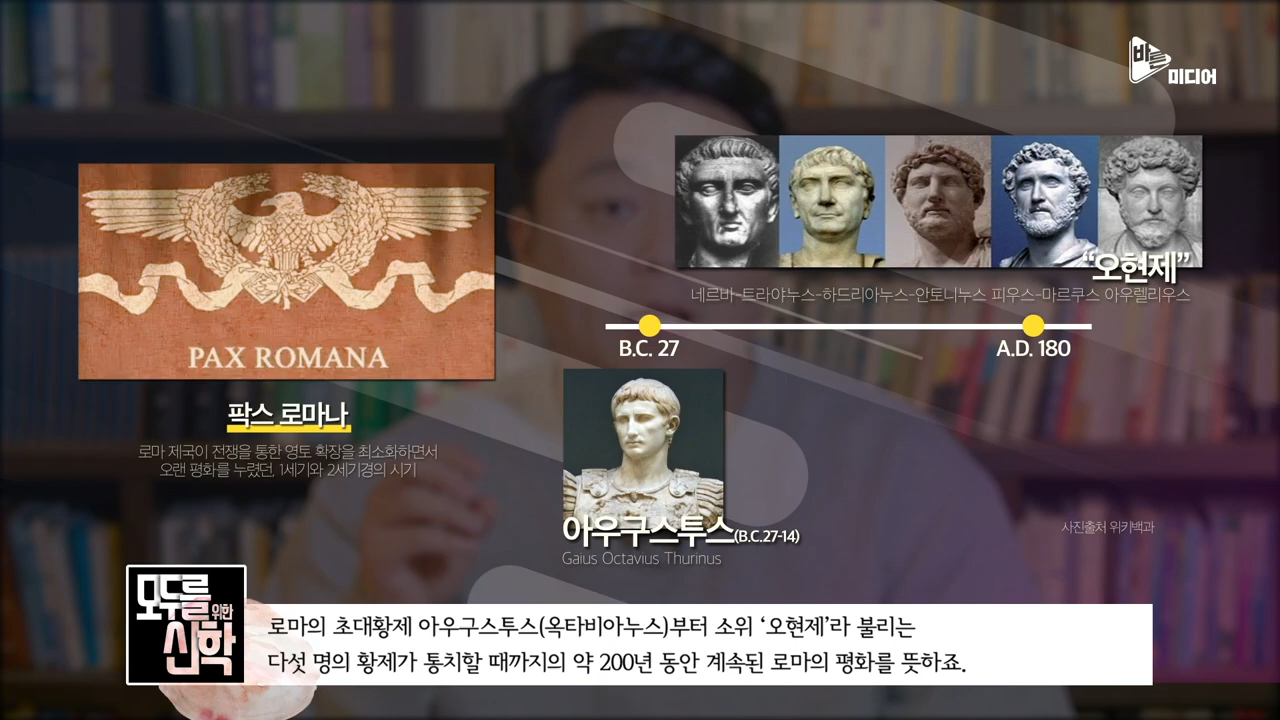 바른
미디어
PAX ROMANA
팍스 로마나
로마 제국이 전쟁을 통한 영토 확장을 최소화하면서
오랜 평화를 누렸던, 1세기와 2세기경의 시기
“오현제”
네르바-트라야누스-하드리아누스-안토니누스 피우스-마르쿠스 아우렐리우스
B.C. 27
A.D. 180
아우구스투스(B.C.27-14)
Gaius Octavius Thurinus
사진출처 위키백과
모두를
위한
신학
로마의 초대황제 아우구스투스(옥타비아누스)부터 소위 ‘오현제’라 불리는
다섯 명의 황제가 통치할 때까지의 약 200년 동안 계속된 로마의 평화를 뜻하죠.